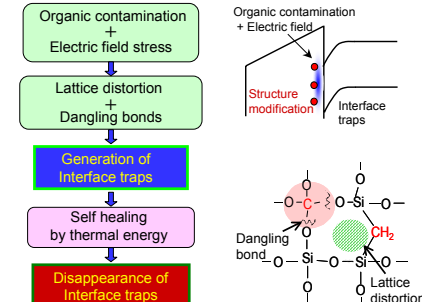 Organic contamination
+
Electric field stress
Lattice distortion
+
Dangling bonds
Generation of
Interface traps
Self healing
by thermal energy
Disappearance of
Interface traps
Organic contamination
+ Electric field
Structure
modification
Interface
traps
O
O
O C O Si O
O
CH2
Dangling
bond
O Si O Si O
Lattice
distortion
O
O